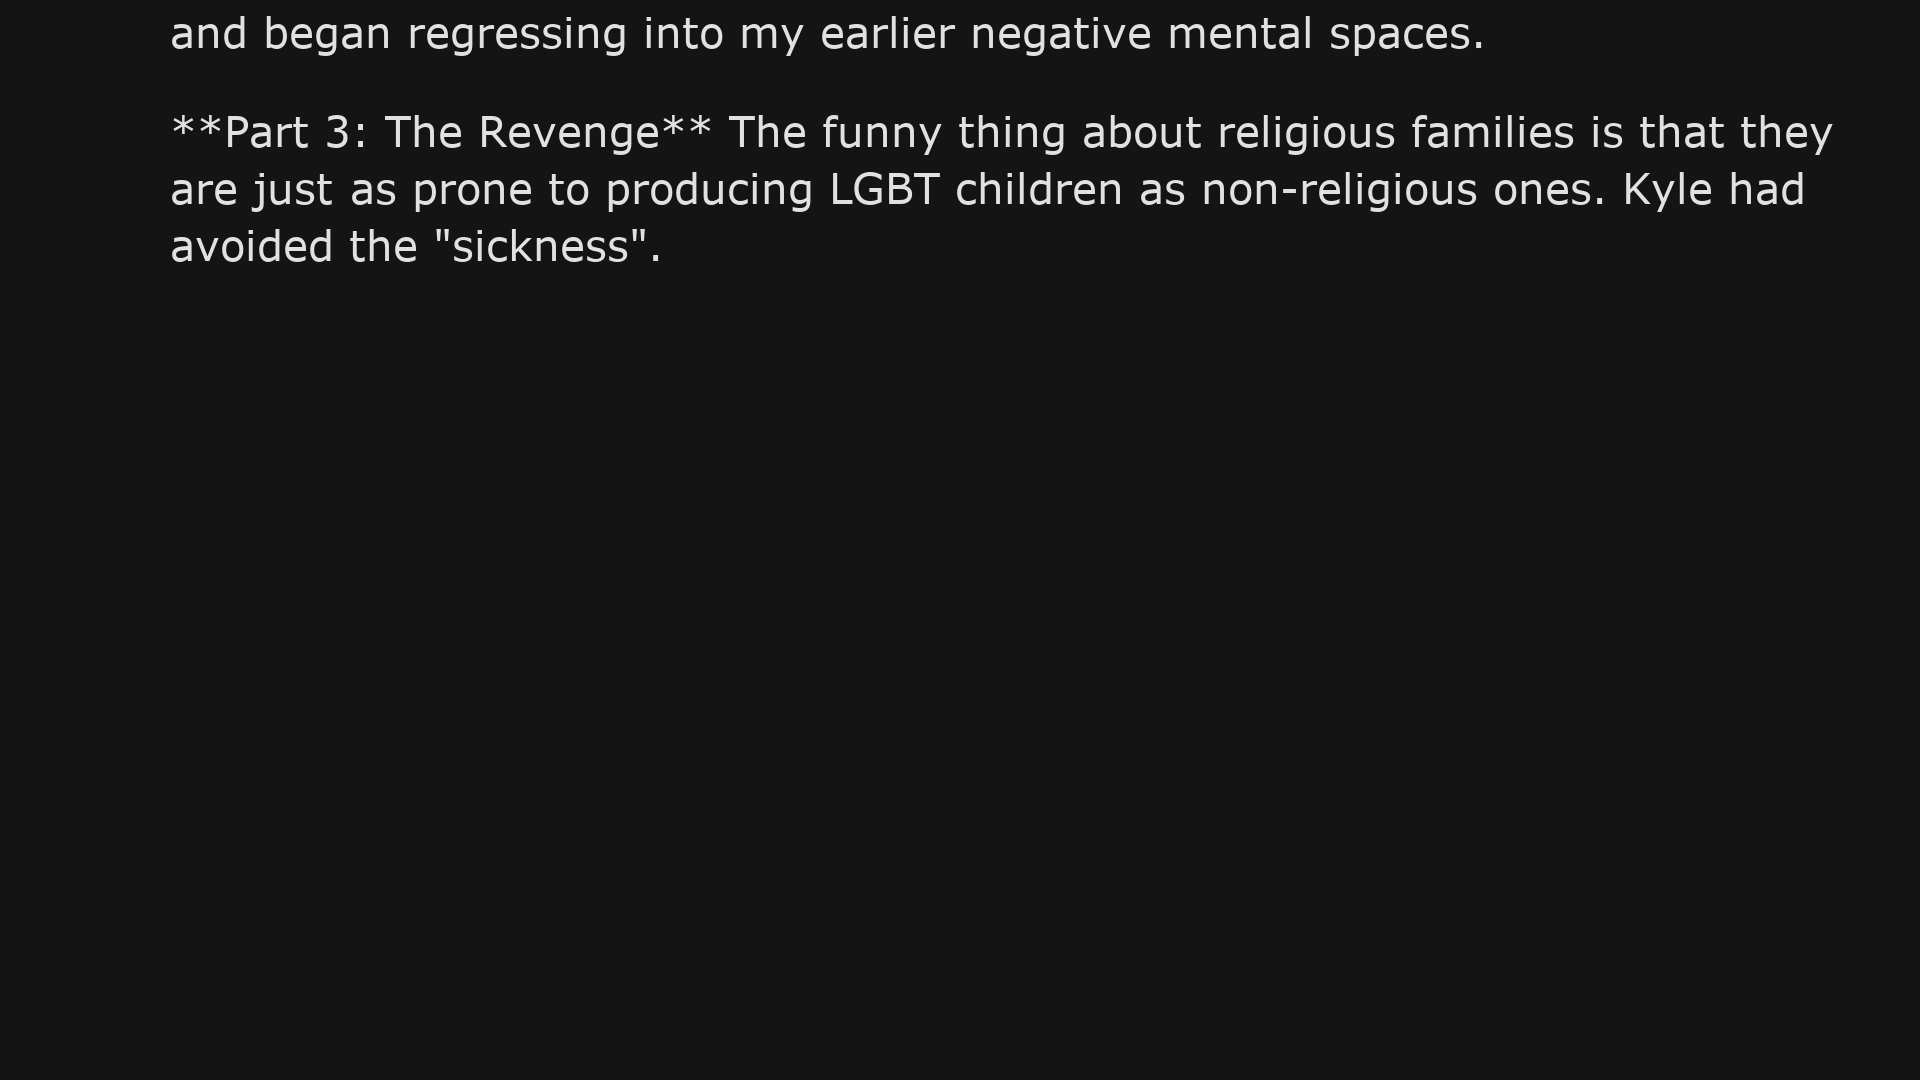 and began regressing into my earlier negative mental spaces.
**Part 3: The Revenge** The funny thing about religious families is that they
are just as prone to producing LGBT children as non-religious ones. Kyle had
avoided the "sickness".